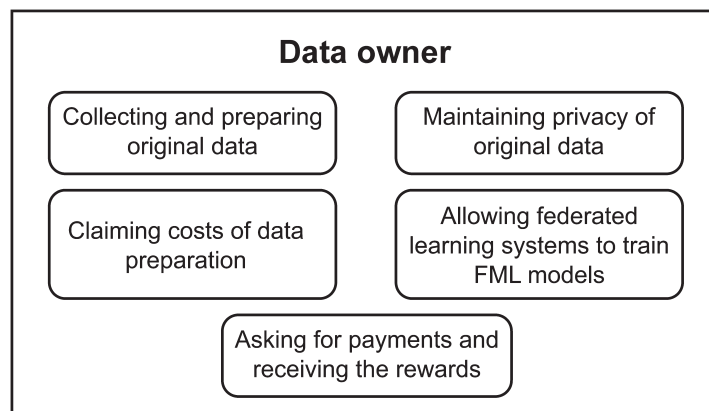 Data owner
Collecting and preparing
original data
Maintaining privacy of
original data
Claiming costs of data
preparation
Allowing federated
learning systems to train
FML models
Asking for payments and
receiving the rewards